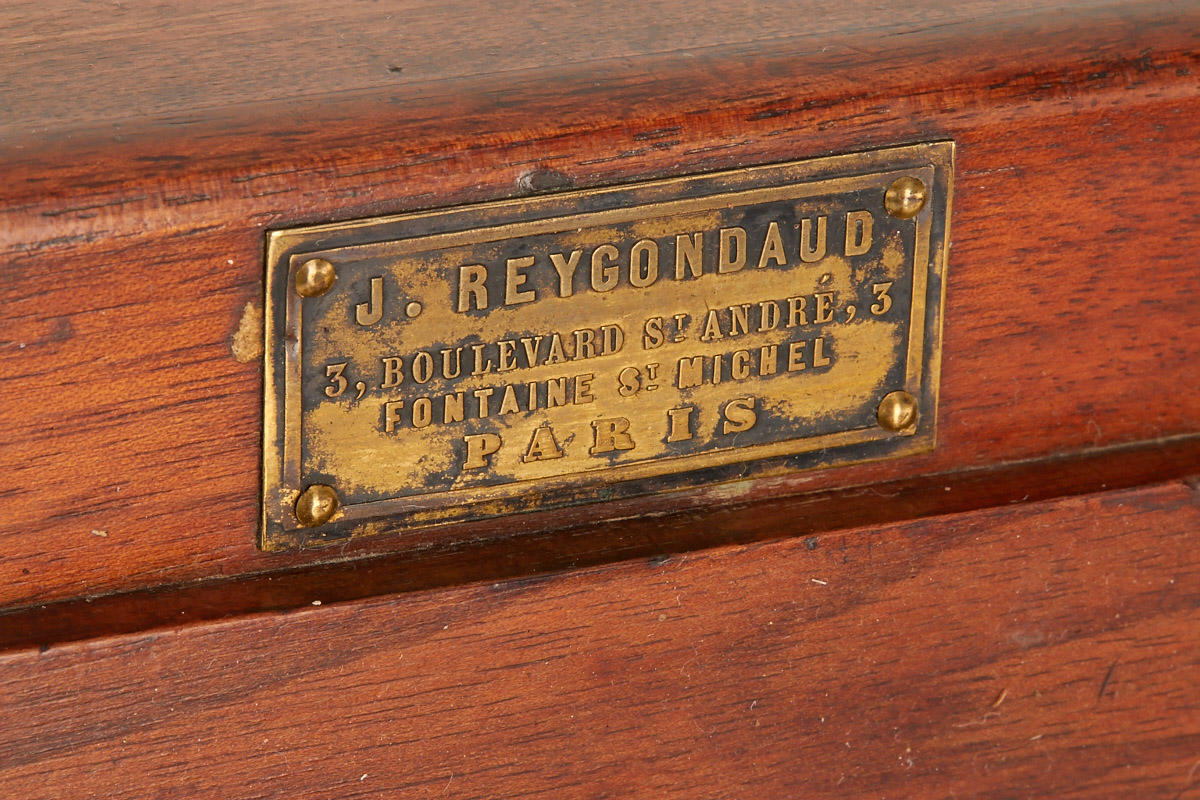 J. REYGONDAUD
3, BOULEVARD ST ANDRÉ, 3
FONTAINE ST MICHEL
PARIS